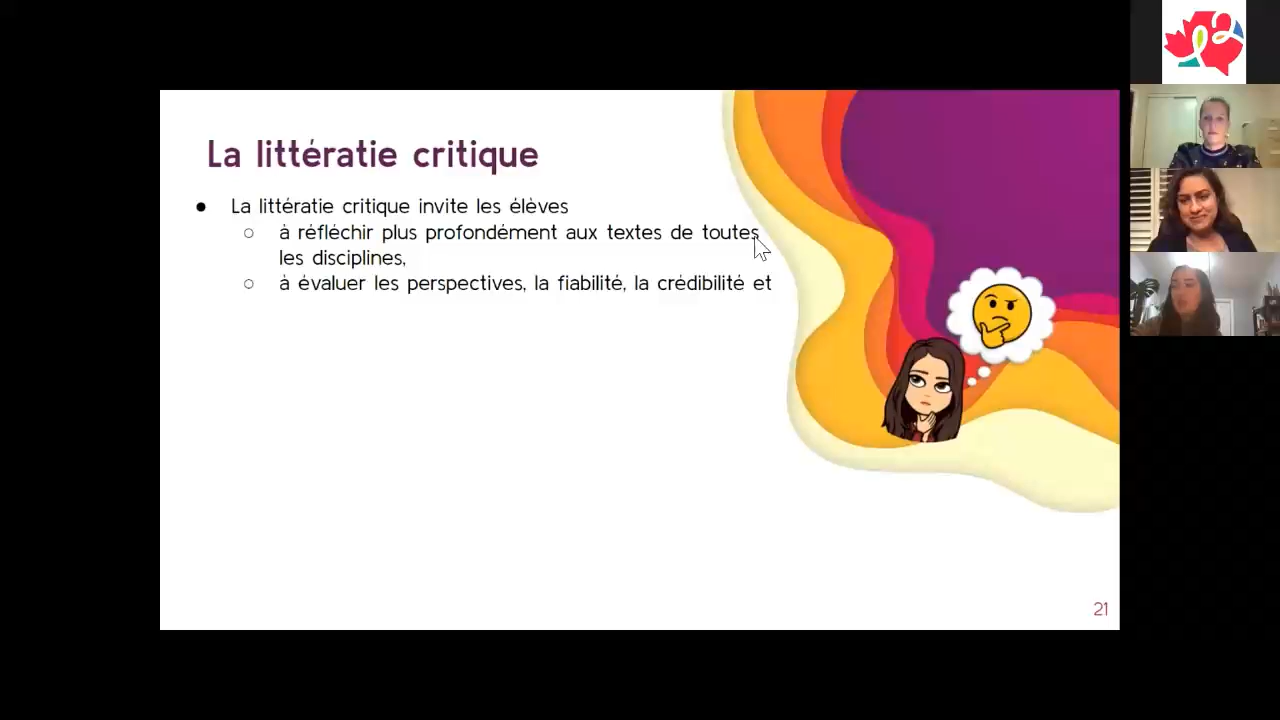 La littératie critique
● La littératie critique invite les élèves
○ à réfléchir plus profondément aux textes de toutes
les disciplines,
○ à évaluer les perspectives, la fiabilité, la crédibilité et
21